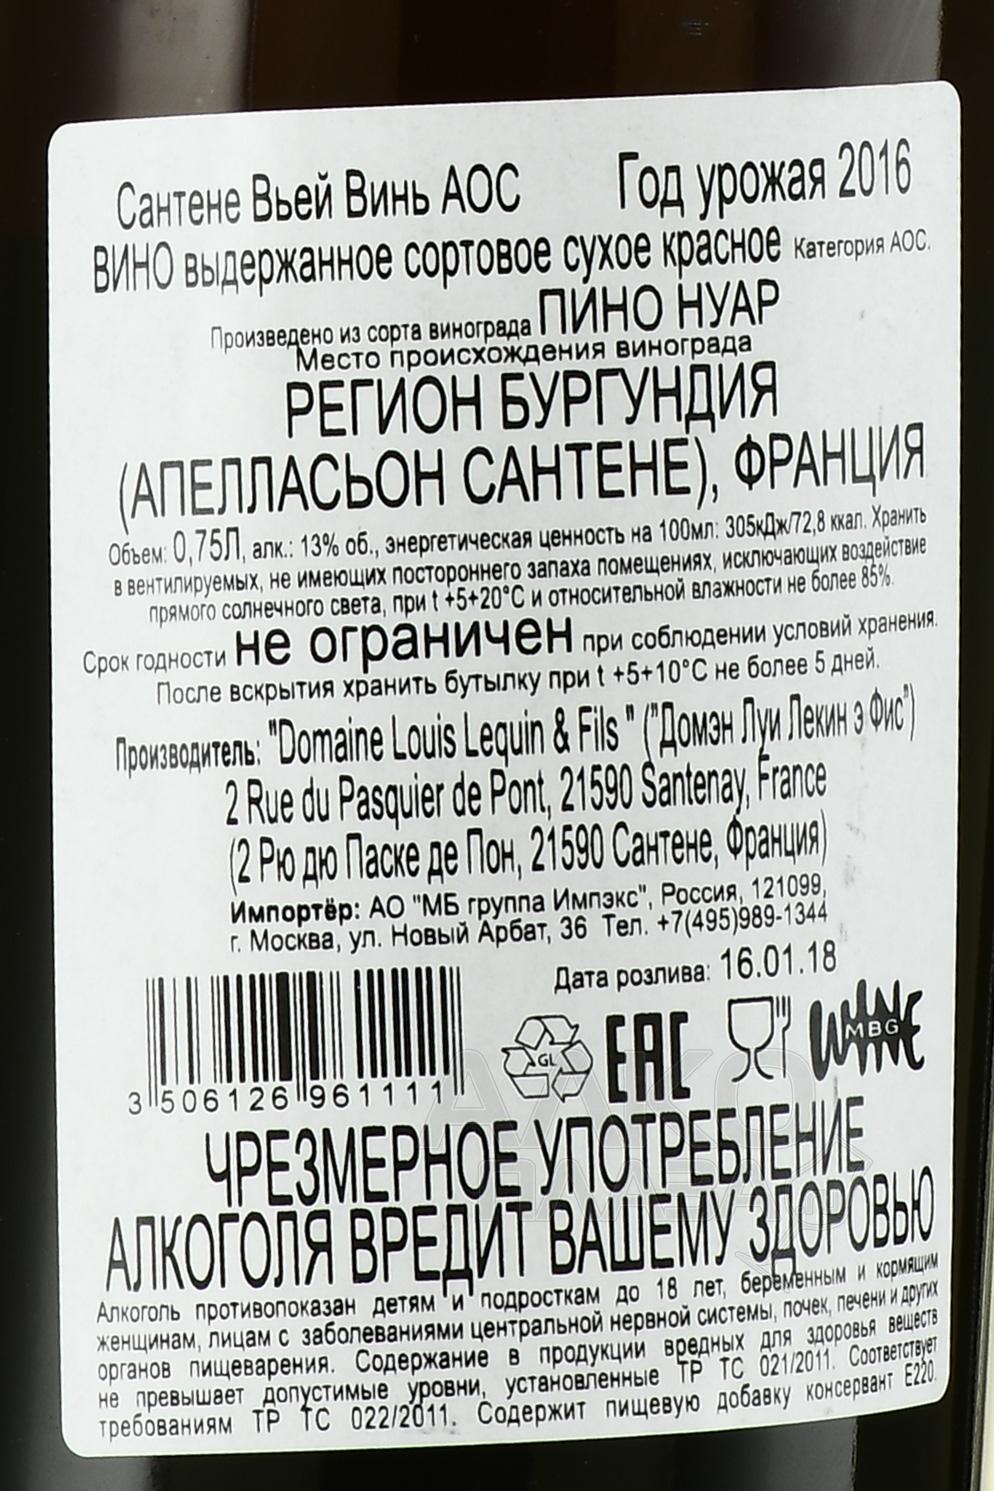 Сантене Вьей Винь АОС Год урожая 2016
ВИНО выдержанное сортовое сухое красное Категория АОС.
Произведено из сорта винограда ПИНО НУАР
Место происхождения винограда
РЕГИОН БУРГУНДИЯ
(АПЕЛЛАСЬОН САНТЕНЕ), ФРАНЦИЯ
Объем: 0,75Л, алк.: 13% об., энергетическая ценность на 100мл: 305кДж/72,8 ккал. Хранить
в вентилируемых, не имеющих постороннего запаха помещениях, исключающих воздействие
прямого солнечного света, при t +5+20°C и относительной влажности не более 85%.
Срок годности не ограничен при соблюдении условий хранения.
После вскрытия хранить бутылку при t +5+10°C не более 5 дней.
Производитель: "Domaine Louis Lequin & Fils " ("Домэн Луи Лекин э Фис")
2 Rue du Pasquier de Pont, 21590 Santenay, France
(2 Рю дю Паске де Пон, 21590 Сантене, Франция)
Импортёр: АО "МБ группа Импэкс", Россия, 121099,
г. Москва, ул. Новый Арбат, 36 Тел. +7(495)989-1344
Дата розлива: 16.01.18
GL EAC WINE MBG
3 506126 961111
ЧРЕЗМЕРНОЕ УПОТРЕБЛЕНИЕ
АЛКОГОЛЯ ВРЕДИТ ВАШЕМУ ЗДОРОВЬЮ
Алкоголь противопоказан детям и подросткам до 18 лет, беременным и кормящим
женщинам, лицам с заболеваниями центральной нервной системы, почек, печени и других
органов пищеварения. Содержание в продукции вредных для здоровья веществ
не превышает допустимые уровни, установленные ТР ТС 021/2011. Соответствует
требованиям ТР ТС 022/2011. Содержит пищевую добавку консервант Е220.